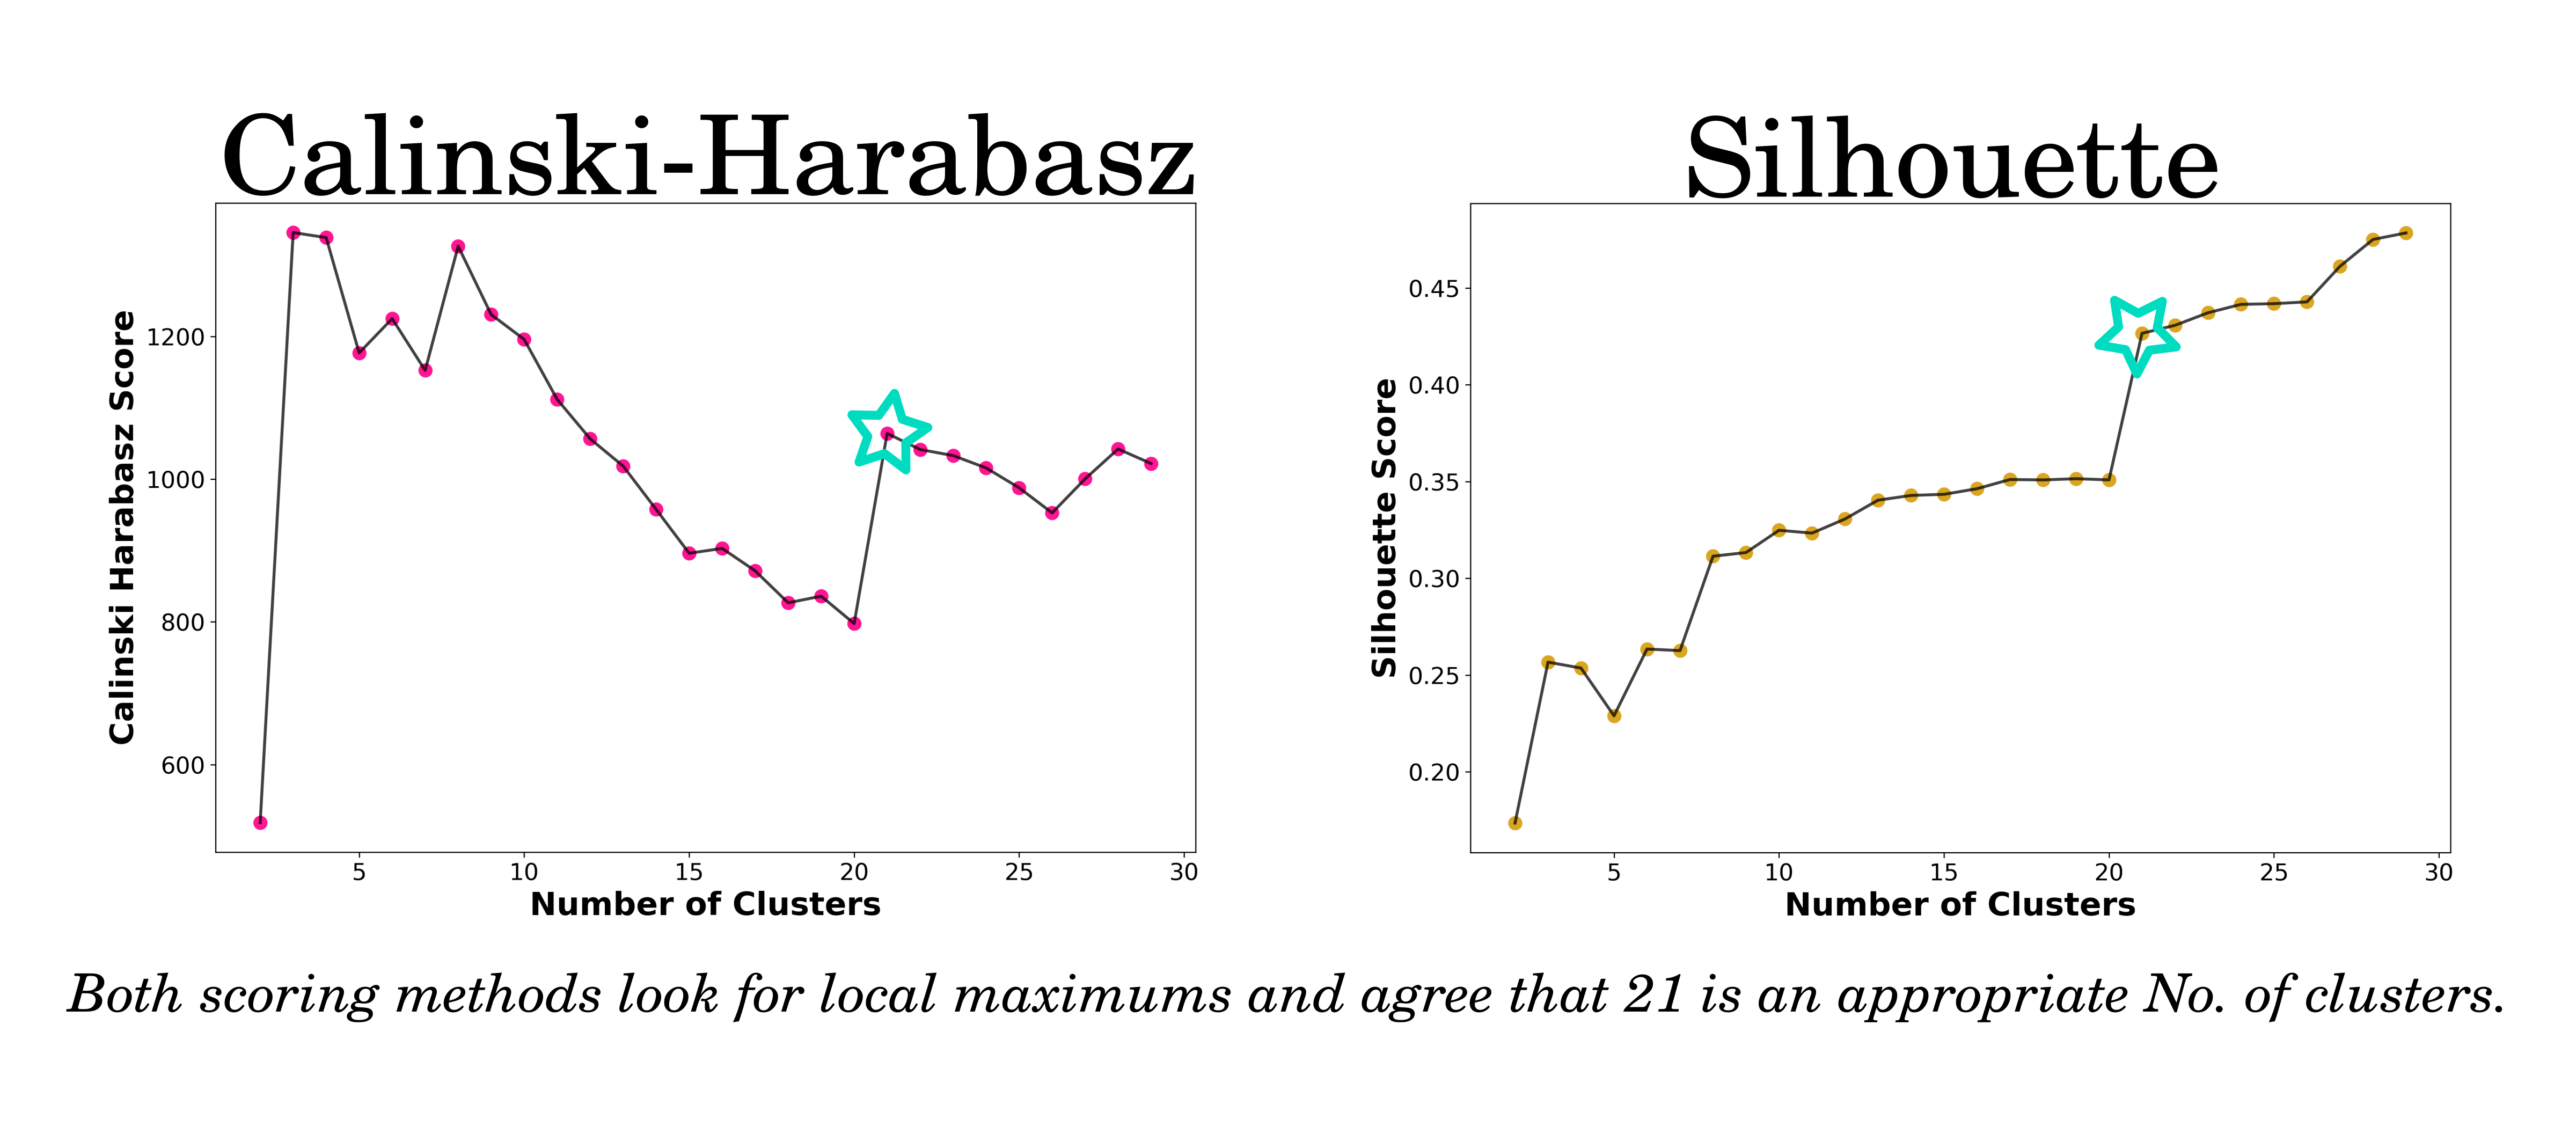 Calinski-Harabasz
Calinski Harabasz Score
1200
1000
800
600
5 10 15 20 25 30
Number of Clusters
Silhouette
Silhouette Score
0.45
0.40
0.35
0.30
0.25
0.20
5 10 15 20 25 30
Number of Clusters
Both scoring methods look for local maximums and agree that 21 is an appropriate No. of clusters.